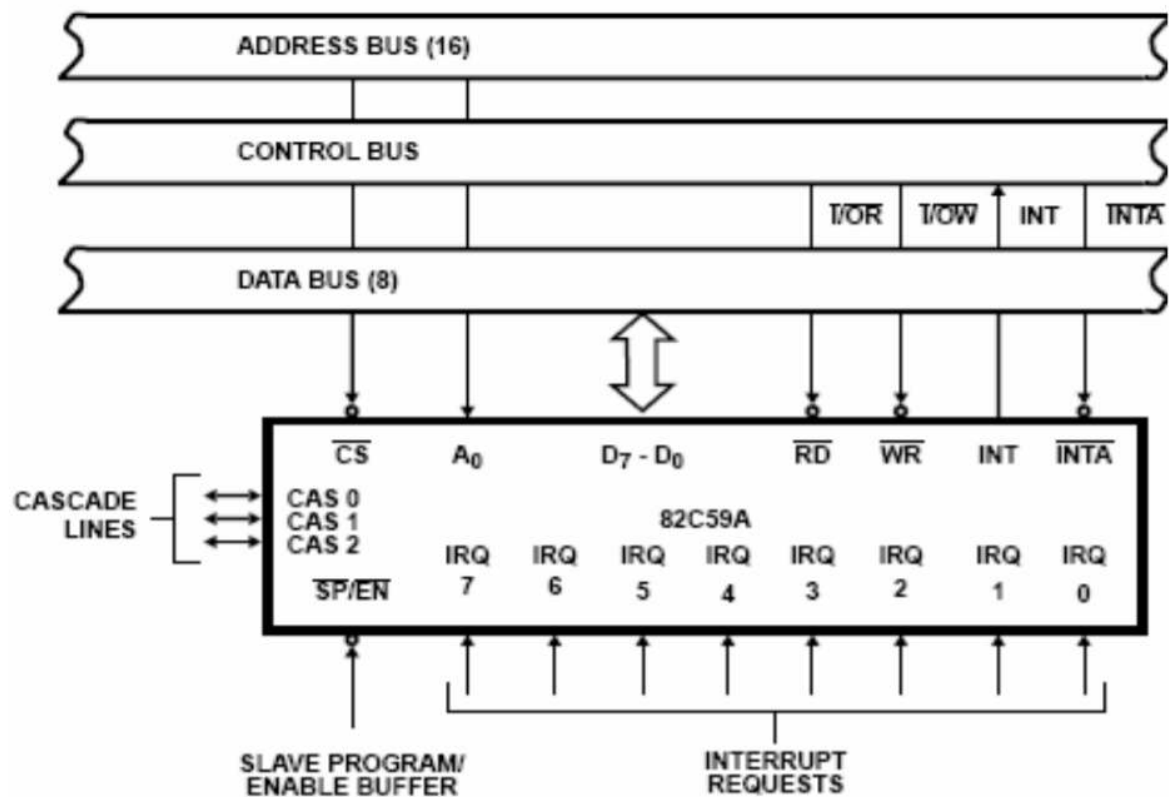 ADDRESS BUS (16)
CONTROL BUS
I/OR I/OW INT INTA
DATA BUS (8)
CS A0 D7 - D0 RD WR INT INTA
CASCADE
LINES
CAS 0
CAS 1
CAS 2
82C59A
IRQ IRQ IRQ IRQ IRQ IRQ IRQ IRQ
7 6 5 4 3 2 1 0
SP/EN
SLAVE PROGRAM/
ENABLE BUFFER
INTERRUPT
REQUESTS